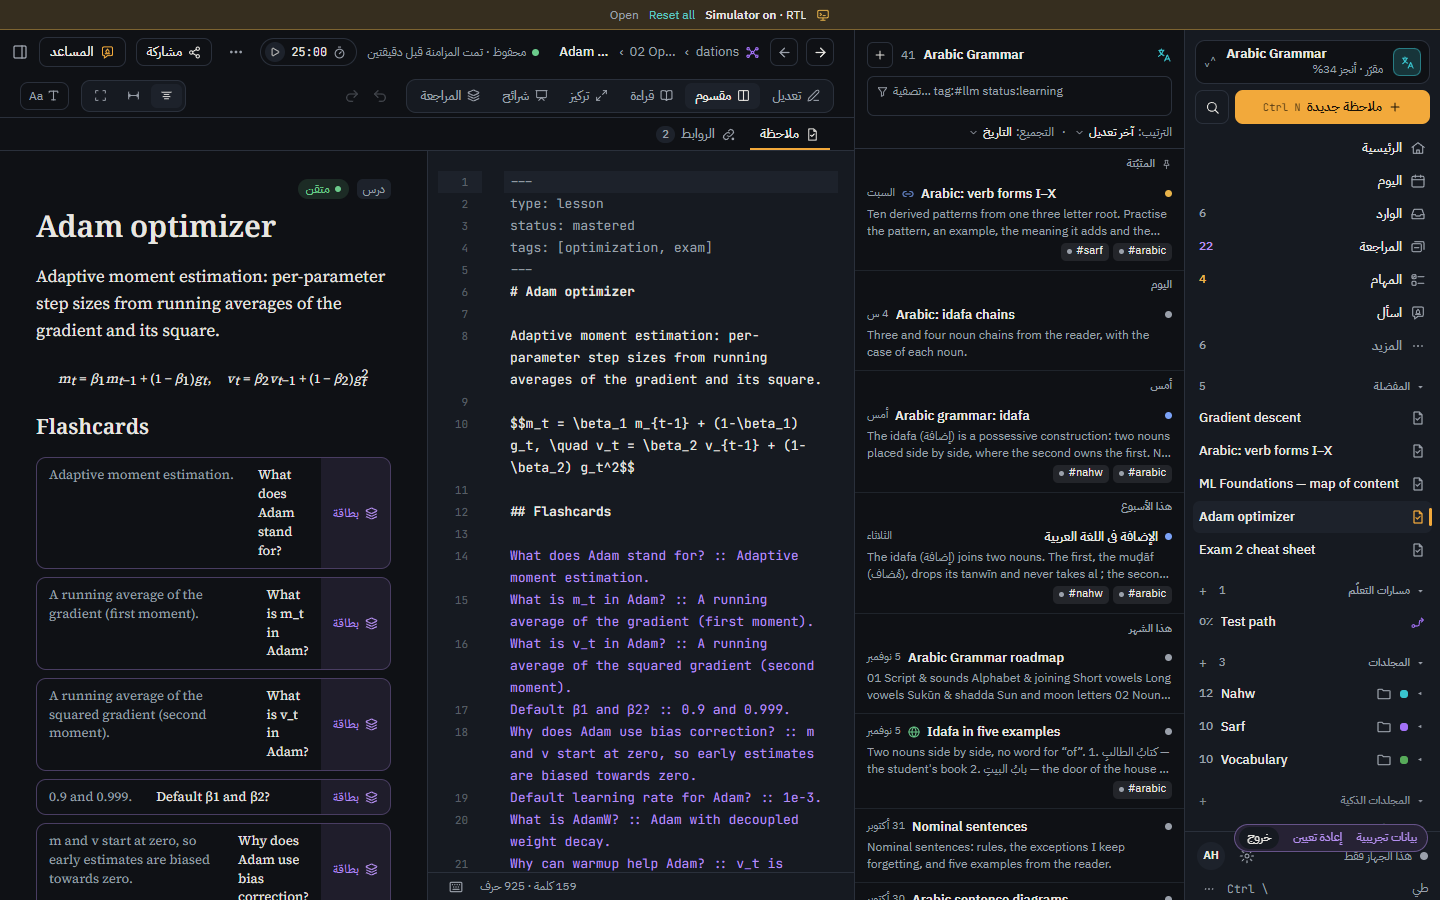 Open Reset all Simulator on · RTL
Arabic Grammar
مقرّر · أنجز 34%
ملاحظة جديدة Ctrl N
الرئيسية
اليوم
الوارد 6
المراجعة 22
المهام 4
اسأل
المزيد 6
المفضلة 5
Gradient descent
Arabic: verb forms I–X
ML Foundations — map of content
Adam optimizer
Exam 2 cheat sheet
مسارات التعلّم 1 +
Test path 0٪
المجلدات 3 +
Nahw 12
Sarf 10
Vocabulary 10
المجلدات الذكية +
بيانات تجريبية إعادة تعيين خروج
هذا الجهاز فقط
AH
طي Ctrl \
Arabic Grammar 41 +
تصفية… tag:#llm status:learning
الترتيب: آخر تعديل · التجميع: التاريخ
المثبّتة
Arabic: verb forms I–X السبت
Ten derived patterns from one three letter root. Practise
the pattern, an example, the meaning it adds and the…
#sarf #arabic
اليوم
Arabic: idafa chains 4 س
Three and four noun chains from the reader, with the
case of each noun.
أمس
Arabic grammar: idafa أمس
The idafa (إضافة) is a possessive construction: two nouns
placed side by side, where the second owns the first. N…
#nahw #arabic
هذا الأسبوع
الإضافة في اللغة العربية الثلاثاء
The idafa (إضافة) joins two nouns. The first, the muḍāf
(مُضاف), drops its tanwīn and never takes al ; the secon…
#nahw #arabic
هذا الشهر
Arabic Grammar roadmap 5 نوفمبر
01 Script & sounds Alphabet & joining Short vowels Long
vowels Sukūn & shadda Sun and moon letters 02 Noun…
Idafa in five examples 5 نوفمبر
Two nouns side by side, no word for “of”. 1. كتابُ الطالبِ —
the student's book 2. بابُ البيتِ — the door of the house …
#arabic
Nominal sentences 31 أكتوبر
Nominal sentences: rules, the exceptions I keep
forgetting, and five examples from the reader.
Arabic sentence diagrams 30 أكتوبر
dations ‹ 02 Op… ‹ Adam …
محفوظ · تمت المزامنة قبل دقيقتين
25:00
مشاركة
المساعد
تعديل مقسوم قراءة تركيز شرائح المراجعة
Aa
ملاحظة الروابط 2
1 ---
2 type: lesson
3 status: mastered
4 tags: [optimization, exam]
5 ---
6 # Adam optimizer
7
8 Adaptive moment estimation: per-
parameter step sizes from running
averages of the gradient and its square.
9
10 $$m_t = \beta_1 m_{t-1} + (1-\beta_1)
g_t, \quad v_t = \beta_2 v_{t-1} + (1-
\beta_2) g_t^2$$
11
12 ## Flashcards
13
14 What does Adam stand for? :: Adaptive
moment estimation.
15 What is m_t in Adam? :: A running
average of the gradient (first moment).
16 What is v_t in Adam? :: A running
average of the squared gradient (second
moment).
17 Default β1 and β2? :: 0.9 and 0.999.
18 Why does Adam use bias correction? :: m
and v start at zero, so early estimates
are biased towards zero.
19 Default learning rate for Adam? :: 1e-3.
20 What is AdamW? :: Adam with decoupled
weight decay.
21 Why can warmup help Adam? :: v_t is
159 كلمة · 925 حرف
درس متقن
Adam optimizer
Adaptive moment estimation: per-parameter
step sizes from running averages of the
gradient and its square.
m_t = β_1 m_{t−1} + (1 − β_1)g_t, v_t = β_2 v_{t−1} + (1 − β_2)g_t^2
Flashcards
بطاقة
What
does
Adam
stand
for?
Adaptive moment estimation.
بطاقة
What
is m_t
in
Adam?
A running average of the
gradient (first moment).
بطاقة
What
is v_t
in
Adam?
A running average of the
squared gradient (second
moment).
بطاقة
Default β1 and β2?
0.9 and 0.999.
بطاقة
Why does
Adam use
bias
correction?
m and v start at zero, so
early estimates are biased
towards zero.